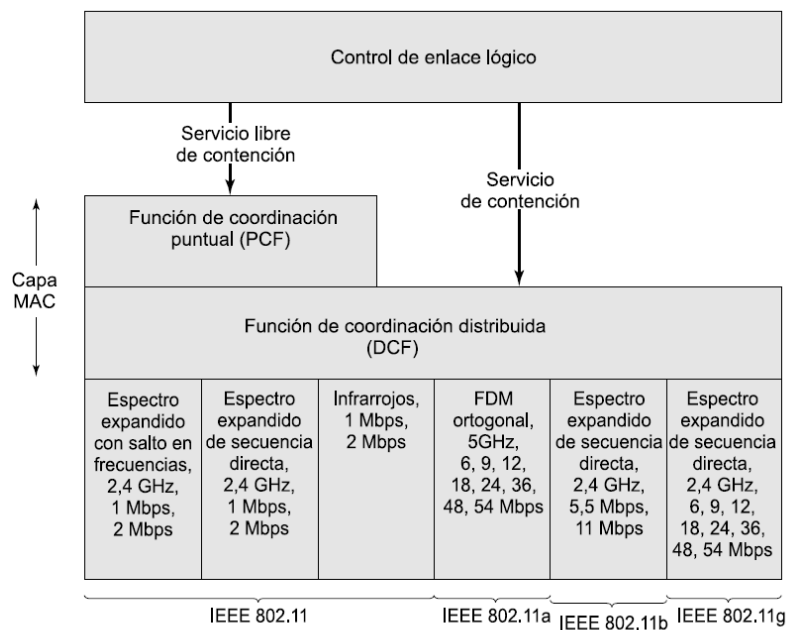 Control de enlace lógico
Servicio libre
de contención
Servicio
de contención
Función de coordinación
puntual (PCF)
Capa
MAC
Función de coordinación distribuida
(DCF)
Espectro
expandido
con salto en
frecuencias,
2,4 GHz,
1 Mbps,
2 Mbps
Espectro
expandido
de secuencia
directa,
2,4 GHz,
1 Mbps,
2 Mbps
Infrarrojos,
1 Mbps,
2 Mbps
FDM
ortogonal,
5GHz,
6, 9, 12,
18, 24, 36,
48, 54 Mbps
Espectro
expandido
de secuencia
directa,
2,4 GHz,
5,5 Mbps,
11 Mbps
Espectro
expandido
de secuencia
directa,
2,4 GHz,
6, 9, 12,
18, 24, 36,
48, 54 Mbps
IEEE 802.11
IEEE 802.11a
IEEE 802.11b
IEEE 802.11g